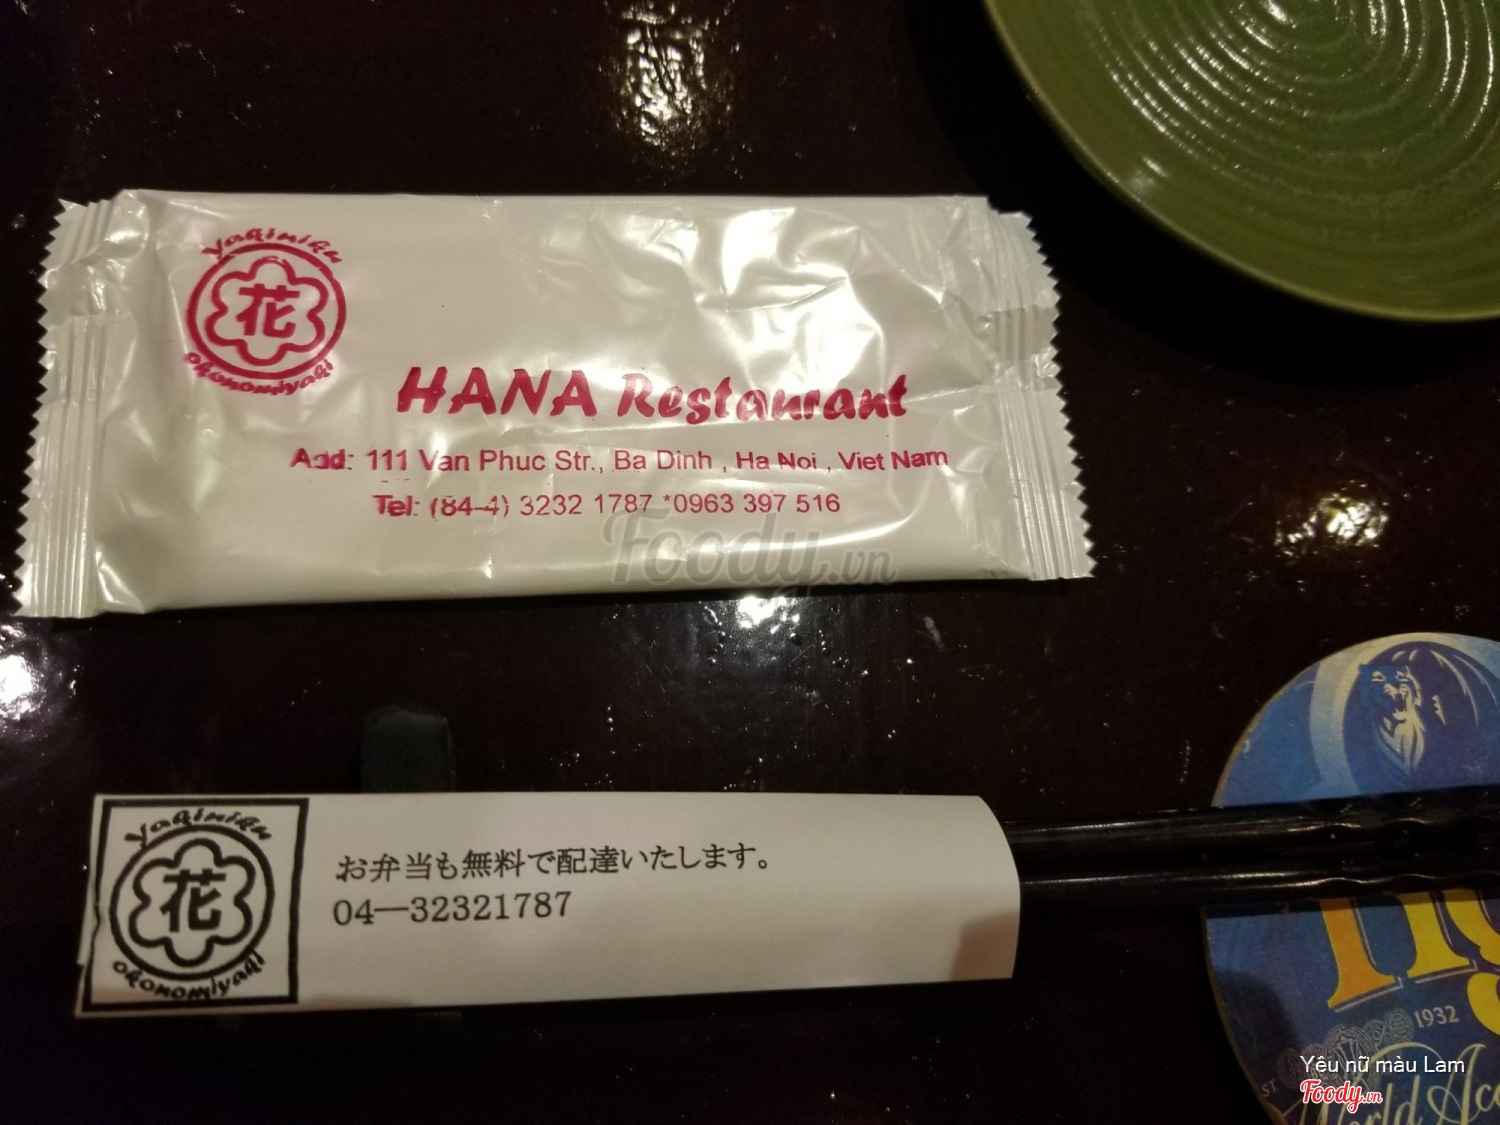 Yakiniku
花
okonomiyaki
HANA Restaurant
Add: 111 Van Phuc Str., Ba Dinh , Ha Noi , Viet Nam
Tel: (84-4) 3232 1787 *0963 397 516
Foody.vn
Yakiniku
花
okonomiyaki
お弁当も無料で配達いたします。
04―32321787
1932
World Acc
Yêu nữ màu Lam
Foody.vn